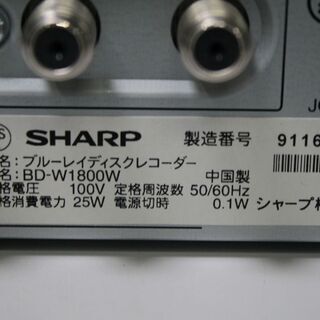 SHARP 製造番号 9116
名: ブルーレイディスクレコーダー
名: BD-W1800W 中国製
格電圧 100V 定格周波数 50/60Hz
格消費電力 25W 電源切時 0.1W シャープ株